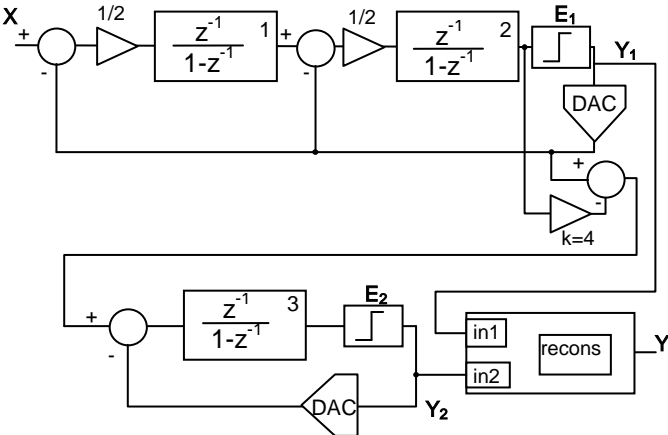 X
+
-
1/2
z⁻¹
1-z⁻¹
1
+
-
1/2
z⁻¹
1-z⁻¹
2
E₁
Y₁
DAC
+
-
k=4
+
-
z⁻¹
1-z⁻¹
3
E₂
DAC
Y₂
in1
in2
recons
Y